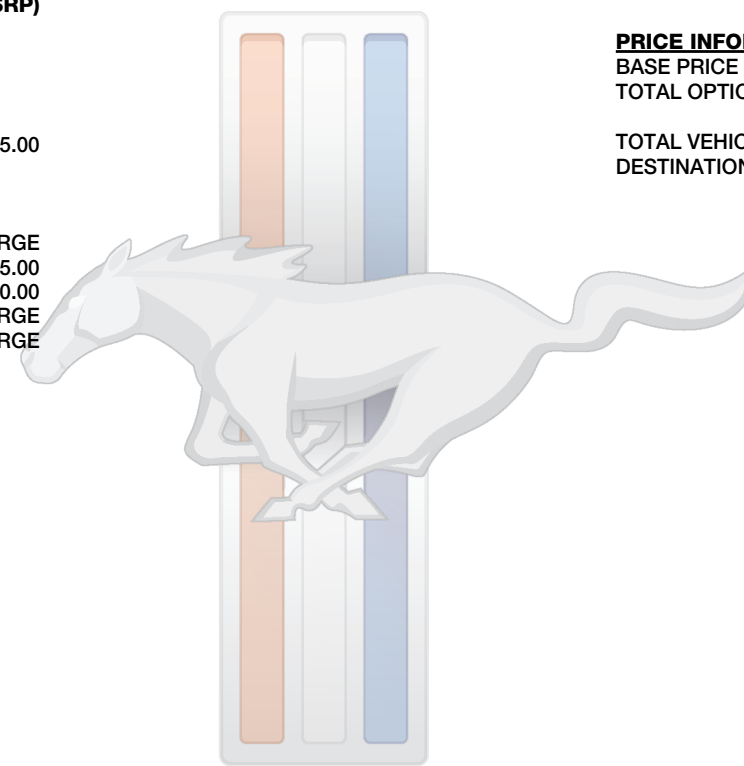 SRP)
5.00
RGE
5.00
0.00
RGE
RGE
PRICE INFO
BASE PRICE
TOTAL OPTIO
TOTAL VEHIC
DESTINATION